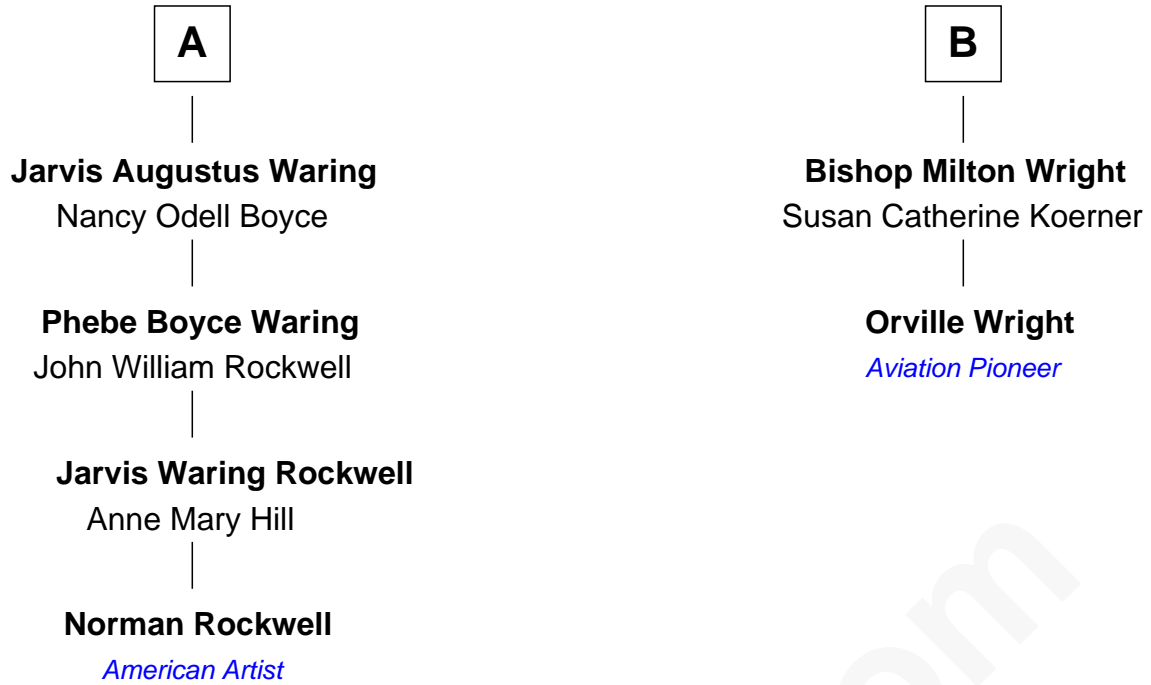 A
Jarvis Augustus Waring
Nancy Odell Boyce
Phebe Boyce Waring
John William Rockwell
Jarvis Waring Rockwell
Anne Mary Hill
Norman Rockwell
American Artist
B
Bishop Milton Wright
Susan Catherine Koerner
Orville Wright
Aviation Pioneer
om